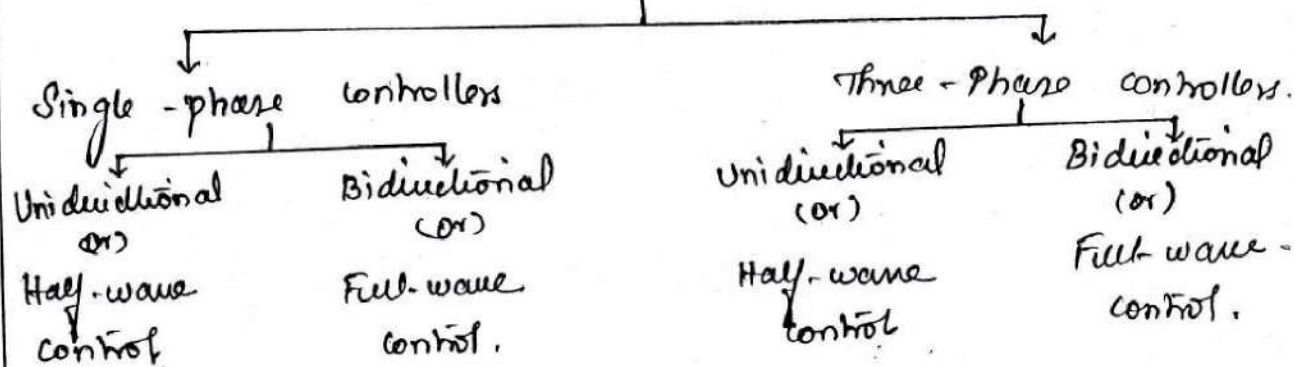 Single-phase controllers
Three-Phase controllers.
Unidirectional
(or)
Half-wave
control
Bidirectional
(or)
Full-wave
control.
Unidirectional
(or)
Half-wave
control
Bidirectional
(or)
Full-wave-
control.